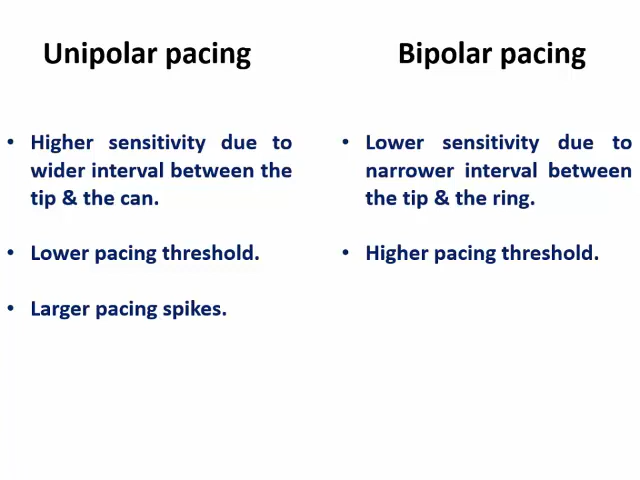 Unipolar pacing
• Higher sensitivity due to
wider interval between the
tip & the can.
• Lower pacing threshold.
• Larger pacing spikes.
Bipolar pacing
• Lower sensitivity due to
narrower interval between
the tip & the ring.
• Higher pacing threshold.